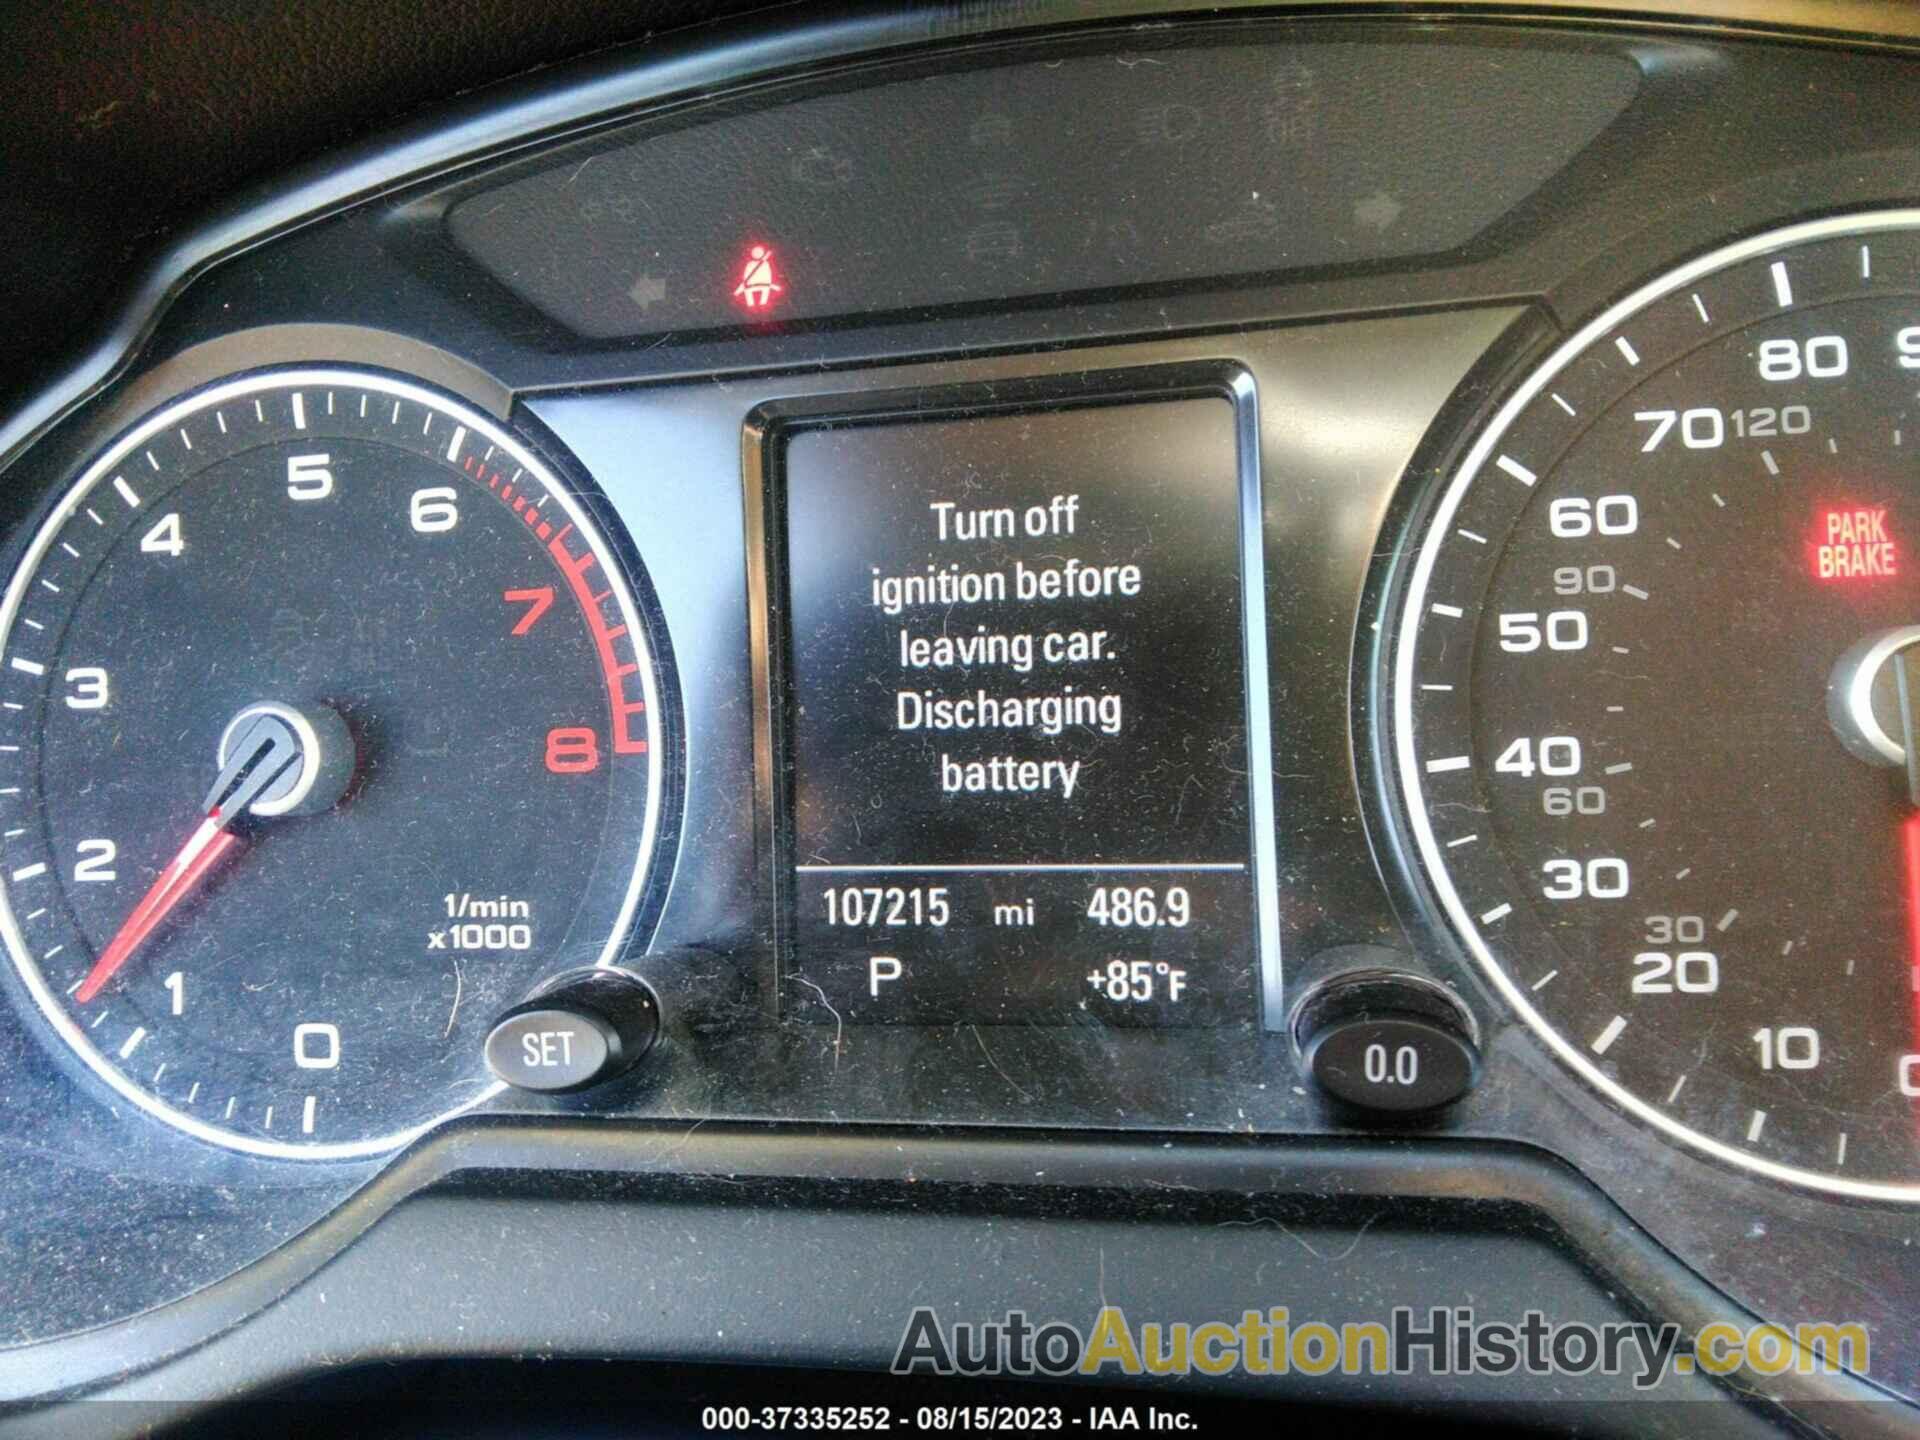 5
6
4
7
3
8
2
1/min
x1000
1
0
SET
Turn off
ignition before
leaving car.
Discharging
battery
107215 mi 486.9
P +85°F
0.0
80
70
120
60
90
50
40
60
30
30
20
10
PARK
BRAKE
AutoAuctionHistory.com
000-37335252 - 08/15/2023 - IAA Inc.